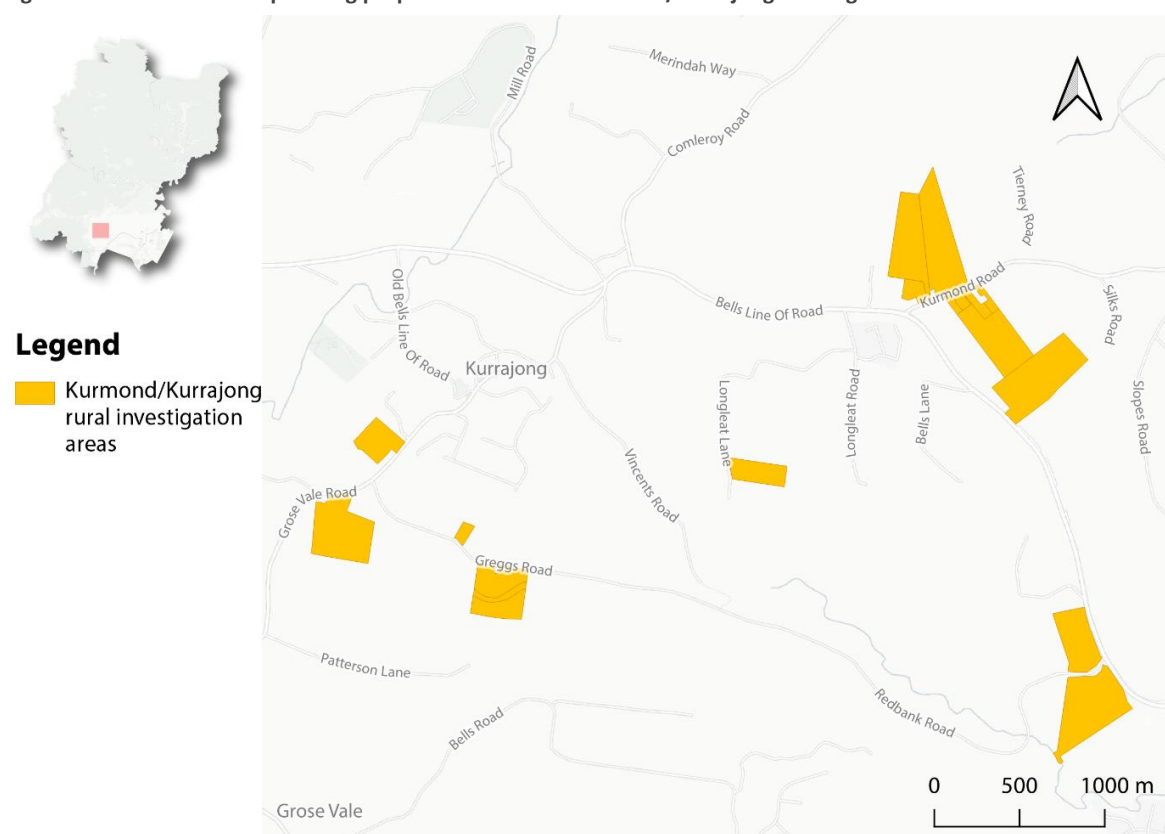 Mill Road
Merindah Way
Comleroy Road
Tierney Road
Kurmond Road
Silks Road
Bells Line Of Road
Old Bells Line Of Road
Legend
Kurmond/Kurrajong
rural investigation
areas
Kurrajong
Longleat Lane
Longleat Road
Bells Lane
Slopes Road
Vincents Road
Grose Vale Road
Greggs Road
Patterson Lane
Redbank Road
Bells Road
Grose Vale
0 500 1000 m